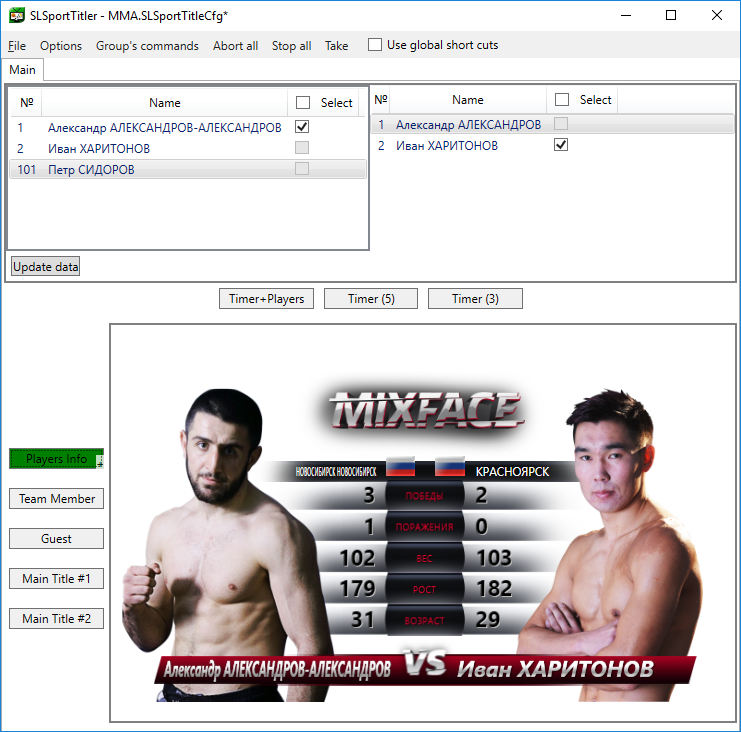 SLSportTitler - MMA.SLSportTitleCfg*
File Options Group's commands Abort all Stop all Take Use global short cuts
Main
№ Name Select
1 Александр АЛЕКСАНДРОВ-АЛЕКСАНДРОВ
2 Иван ХАРИТОНОВ
101 Петр СИДОРОВ
№ Name Select
1 Александр АЛЕКСАНДРОВ
2 Иван ХАРИТОНОВ
Update data
Timer+Players Timer (5) Timer (3)
Players Info
Team Member
Guest
Main Title #1
Main Title #2
MIXFACE
НОВОСИБИРСК НОВОСИБИРСК КРАСНОЯРСК
3 ПОБЕДЫ 2
1 ПОРАЖЕНИЯ 0
102 ВЕС 103
179 РОСТ 182
31 ВОЗРАСТ 29
Александр АЛЕКСАНДРОВ-АЛЕКСАНДРОВ VS Иван ХАРИТОНОВ